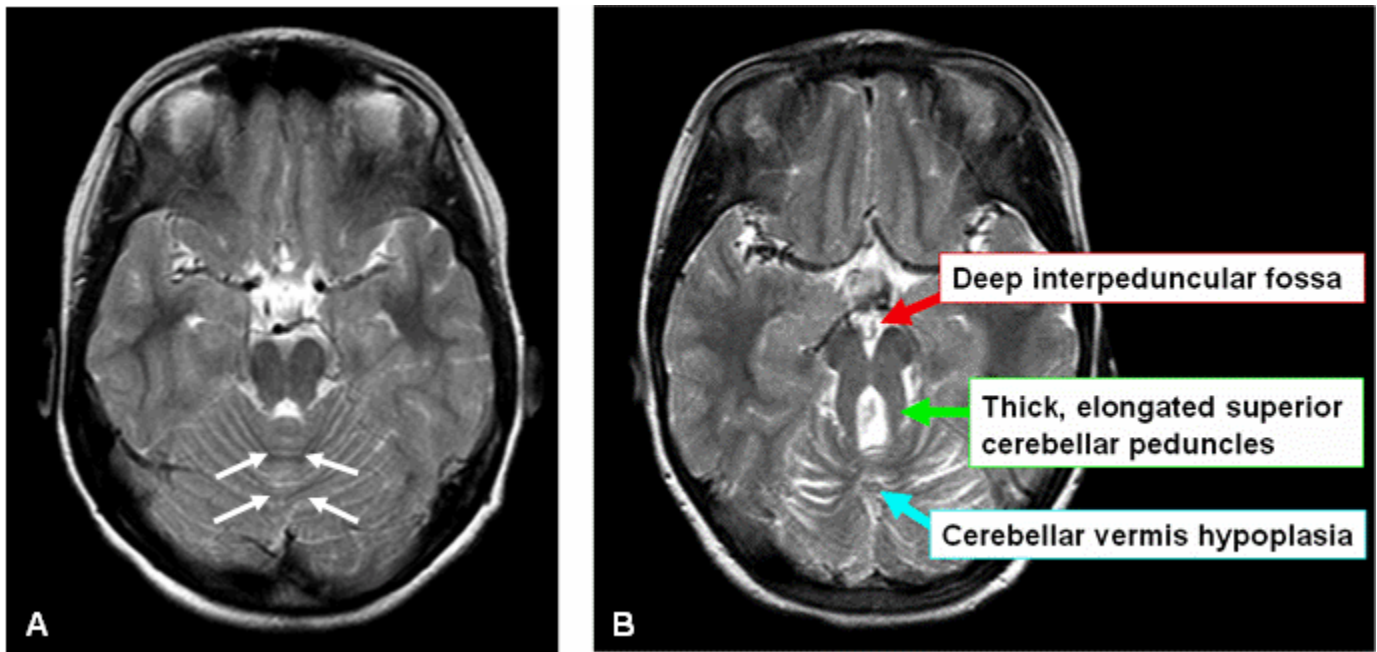 Deep interpeduncular fossa
Thick, elongated superior
cerebellar peduncles
Cerebellar vermis hypoplasia
A
B